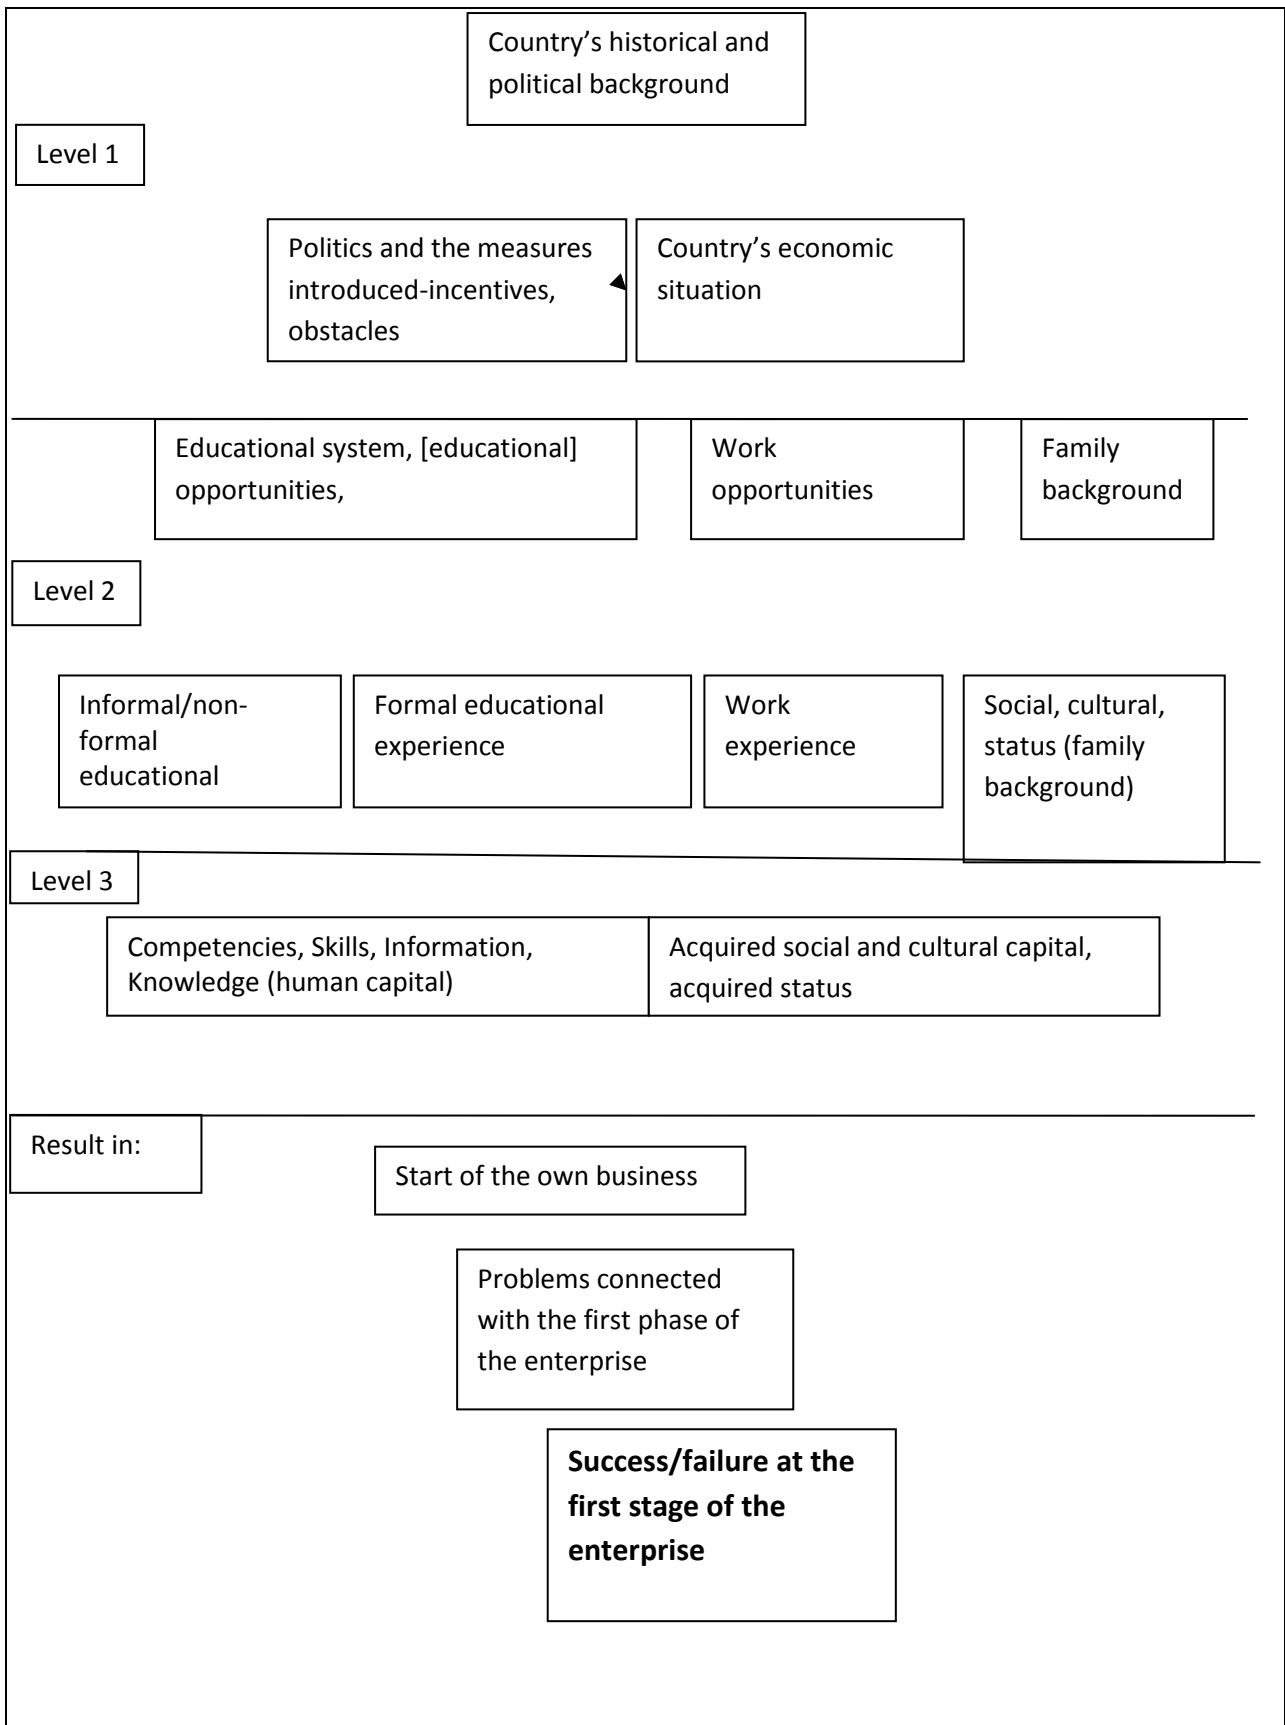 Country’s historical and
political background
Level 1
Politics and the measures
introduced-incentives,
obstacles
Country’s economic
situation
Educational system, [educational]
opportunities,
Work
opportunities
Family
background
Level 2
Informal/non-
formal
educational
Formal educational
experience
Work
experience
Social, cultural,
status (family
background)
Level 3
Competencies, Skills, Information,
Knowledge (human capital)
Acquired social and cultural capital,
acquired status
Result in:
Start of the own business
Problems connected
with the first phase of
the enterprise
Success/failure at the
first stage of the
enterprise